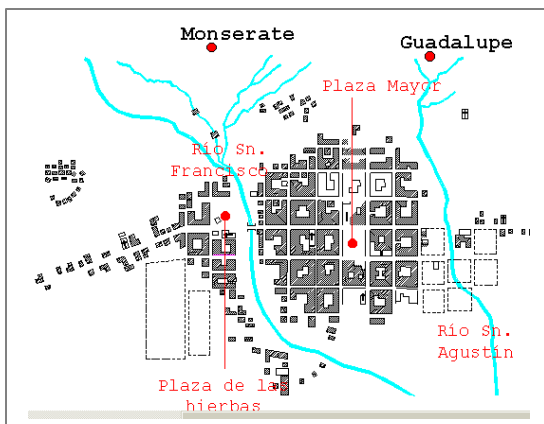 Monserate
Guadalupe
Plaza Mayor
Río Sn.
Francisco
Río Sn.
Agustín
Plaza de las
hierbas